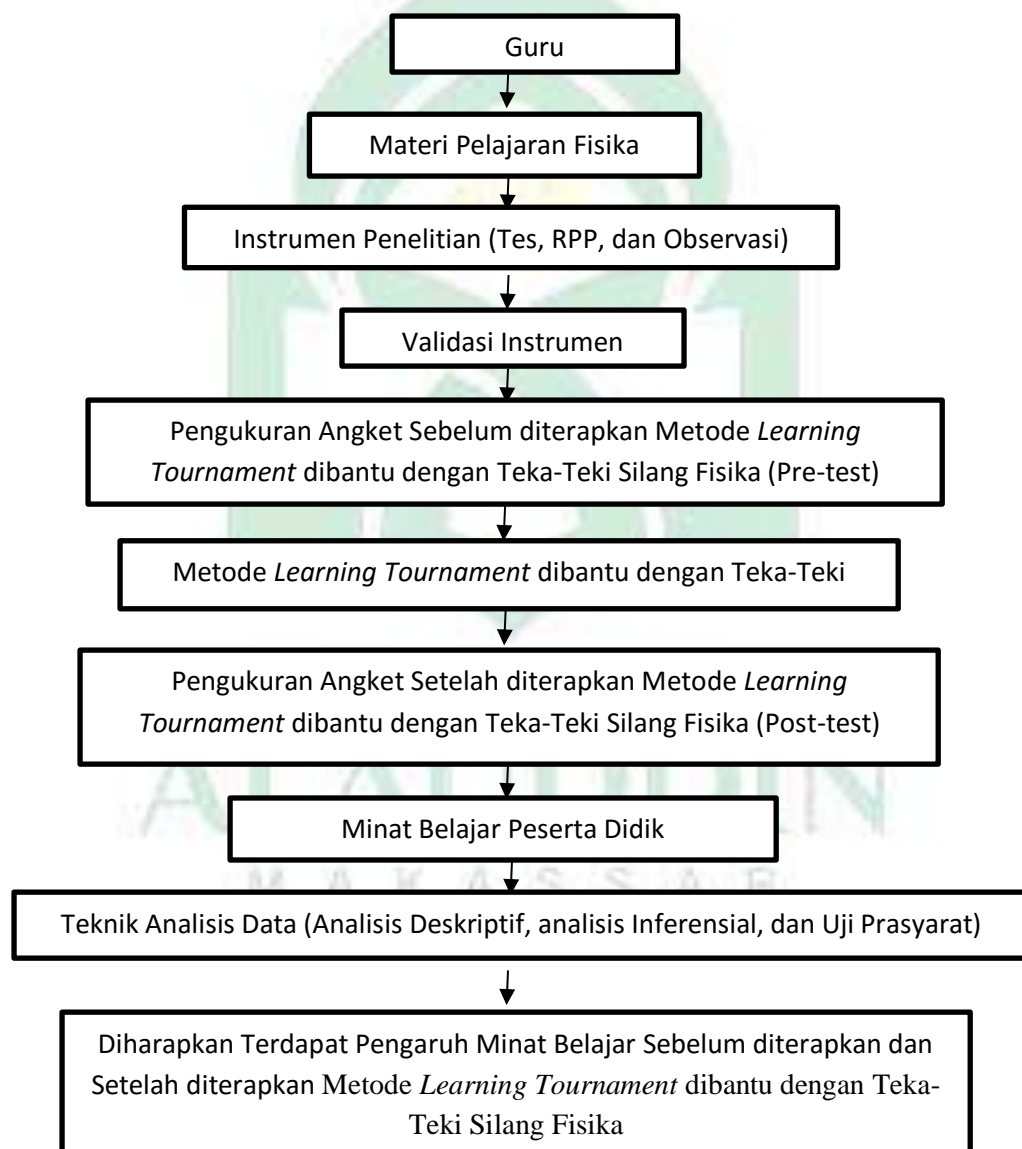 Guru
Materi Pelajaran Fisika
Instrumen Penelitian (Tes, RPP, dan Observasi)
Validasi Instrumen
Pengukuran Angket Sebelum diterapkan Metode Learning
Tournament dibantu dengan Teka-Teki Silang Fisika (Pre-test)
Metode Learning Tournament dibantu dengan Teka-Teki
Pengukuran Angket Setelah diterapkan Metode Learning
Tournament dibantu dengan Teka-Teki Silang Fisika (Post-test)
ALAUDDIN
Minat Belajar Peserta Didik
MAKASSAR
Teknik Analisis Data (Analisis Deskriptif, analisis Inferensial, dan Uji Prasyarat)
Diharapkan Terdapat Pengaruh Minat Belajar Sebelum diterapkan dan
Setelah diterapkan Metode Learning Tournament dibantu dengan Teka-
Teki Silang Fisika